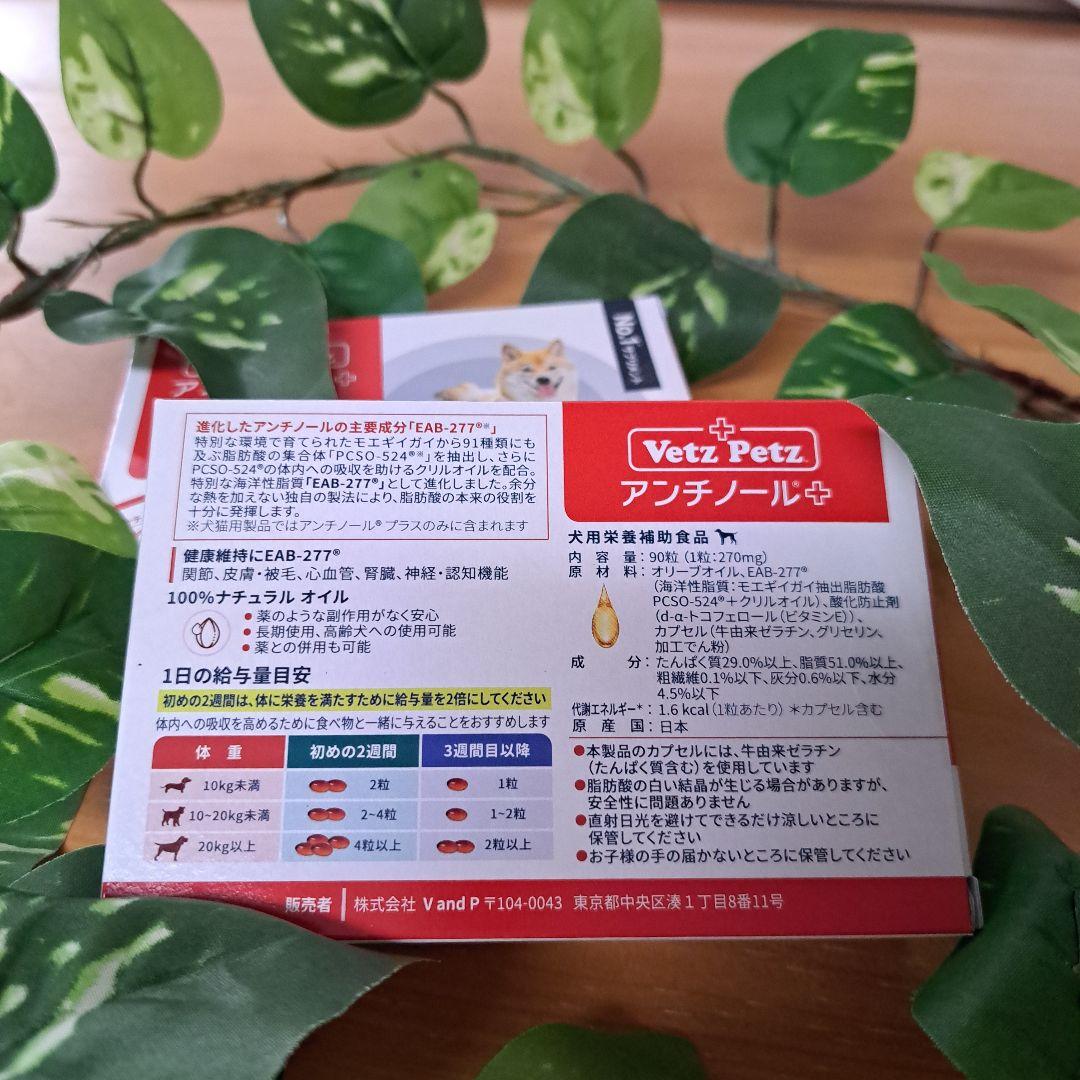 No.1サプリメント
進化したアンチノールの主要成分「EAB-277®※」
特別な環境で育てられたモエギイガイから91種類にも
及ぶ脂肪酸の集合体「PCSO-524®※」を抽出し、さらに
PCSO-524®の体内への吸収を助けるクリルオイルを配合。
特別な海洋性脂質「EAB-277®」として進化しました。余分
な熱を加えない独自の製法により、脂肪酸の本来の役割を
十分に発揮します。
※犬猫用製品ではアンチノール® プラスのみに含まれます
健康維持にEAB-277®
関節、皮膚・被毛、心血管、腎臓、神経・認知機能
100%ナチュラル オイル
●薬のような副作用がなく安心
●長期使用、高齢犬への使用可能
●薬との併用も可能
1日の給与量目安
初めの2週間は、体に栄養を満たすために給与量を2倍にしてください
体内への吸収を高めるために食べ物と一緒に与えることをおすすめします
体 重 初めの2週間 3週間目以降
10kg未満 2粒 1粒
10~20kg未満 2~4粒 1~2粒
20kg以上 4粒以上 2粒以上
Vetz Petz
アンチノール®+
犬用栄養補助食品
内 容 量：90粒（1粒：270mg）
原 材 料：オリーブオイル、EAB-277®
（海洋性脂質：モエギイガイ抽出脂肪酸
PCSO-524®＋クリルオイル）、酸化防止剤
（d-α-トコフェロール（ビタミンE））、
カプセル（牛由来ゼラチン、グリセリン、
加工でん粉）
成 分：たんぱく質29.0%以上、脂質51.0%以上、
粗繊維0.1%以下、灰分0.6%以下、水分
4.5%以下
代謝エネルギー＊：1.6 kcal（1粒あたり）＊カプセル含む
原 産 国：日本
●本製品のカプセルには、牛由来ゼラチン
（たんぱく質含む）を使用しています
●脂肪酸の白い結晶が生じる場合がありますが、
安全性に問題ありません
●直射日光を避けてできるだけ涼しいところに
保管してください
●お子様の手の届かないところに保管してください
販売者 株式会社 V and P 〒104-0043 東京都中央区湊１丁目8番11号